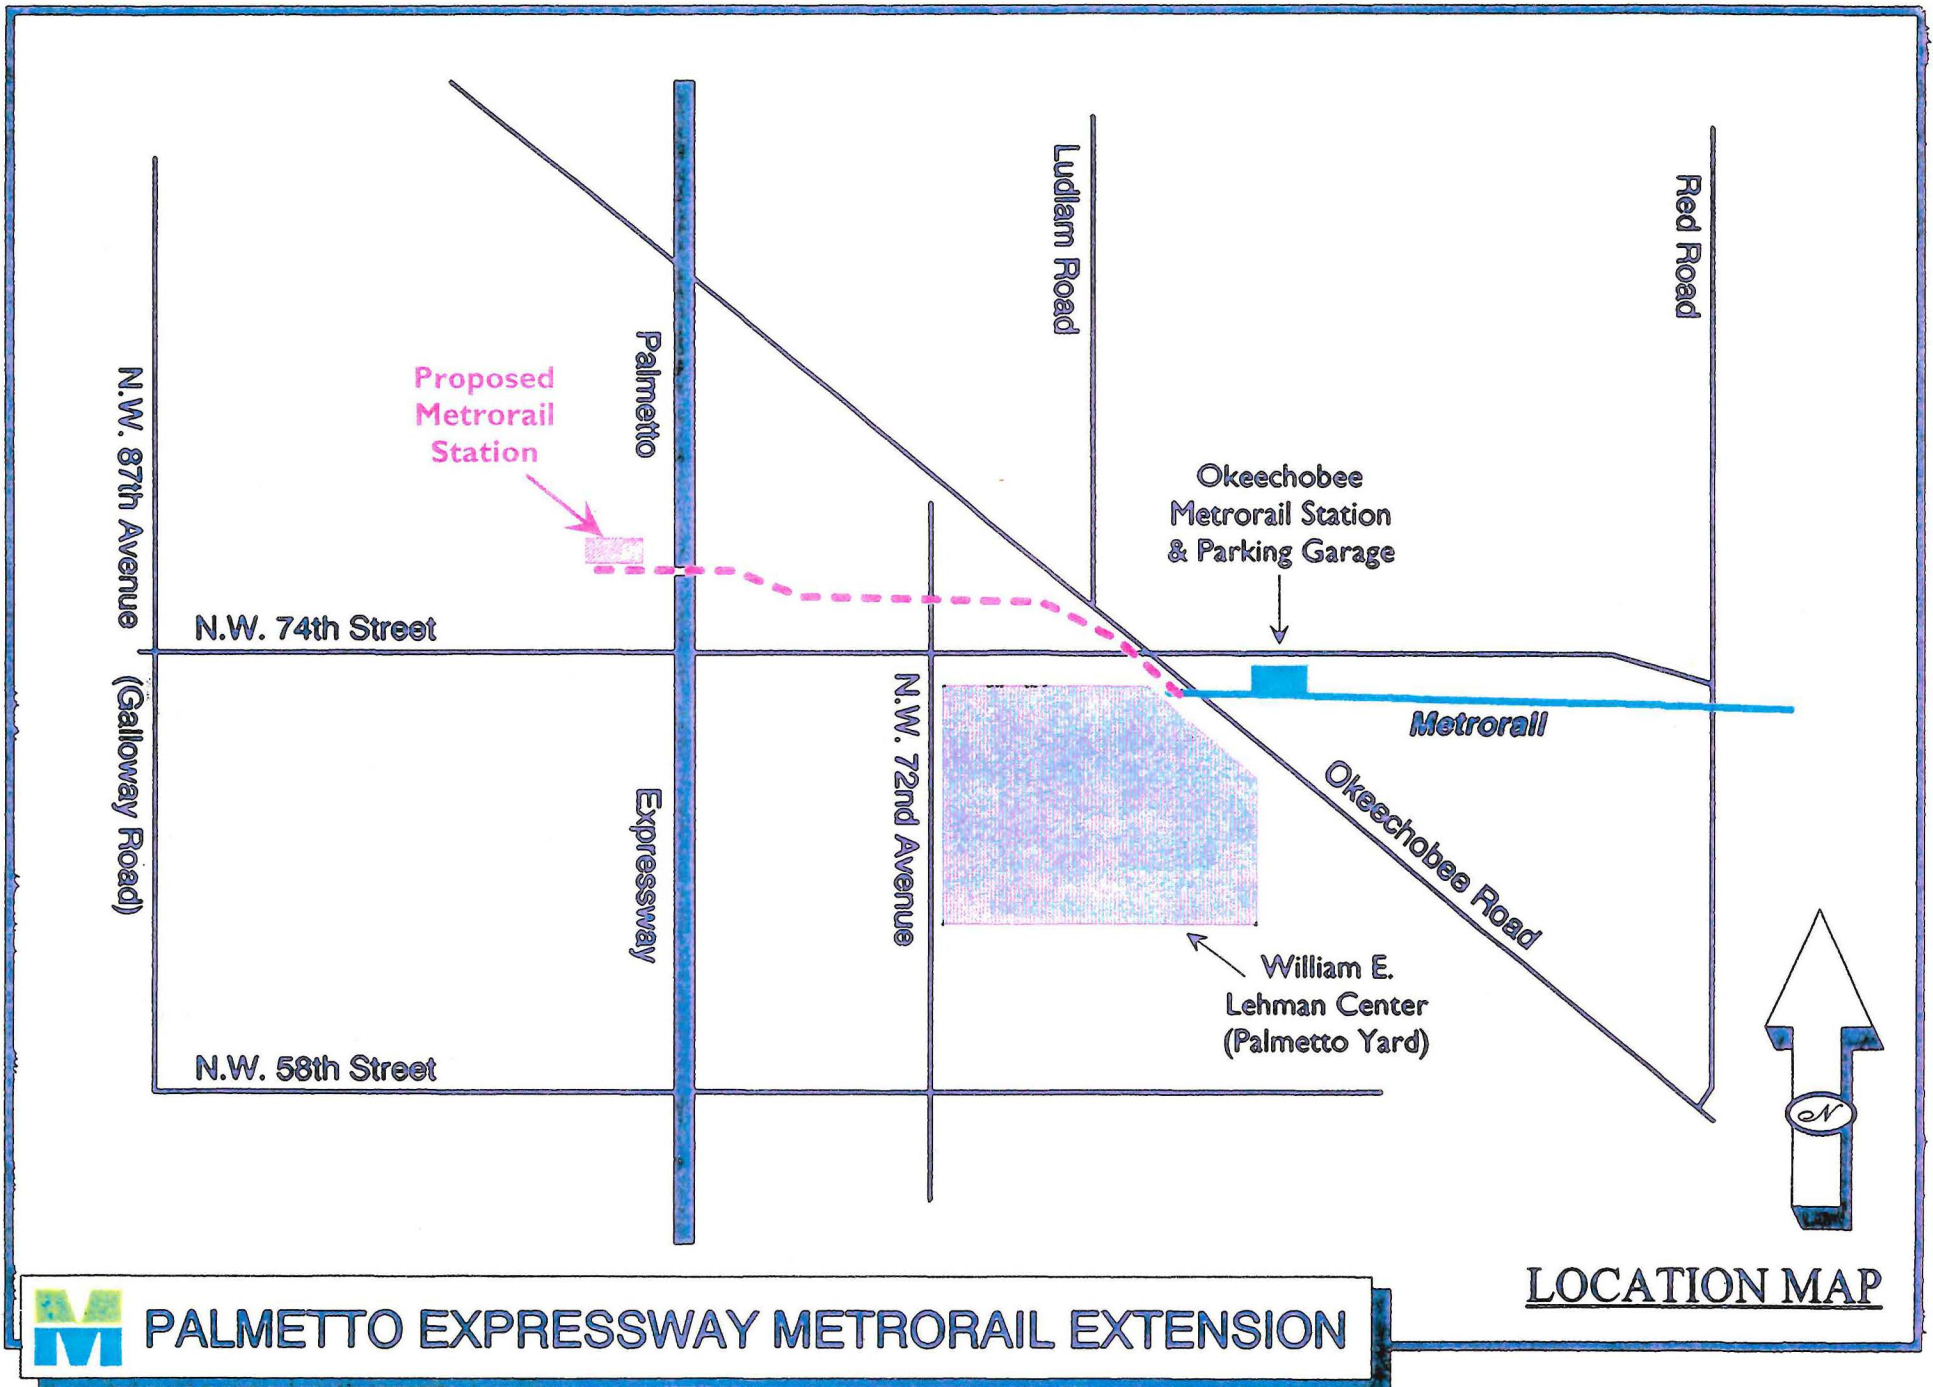 Ludlam Road
Red Road
Palmetto
Proposed
Metrorail
Station
N.W. 87th Avenue
(Galloway Road)
Okeechobee
Metrorail Station
& Parking Garage
N.W. 74th Street
Metrorail
N.W. 72nd Avenue
Expressway
Okeechobee Road
William E.
Lehman Center
(Palmetto Yard)
N.W. 58th Street
N
LOCATION MAP
M
PALMETTO EXPRESSWAY METRORAIL EXTENSION